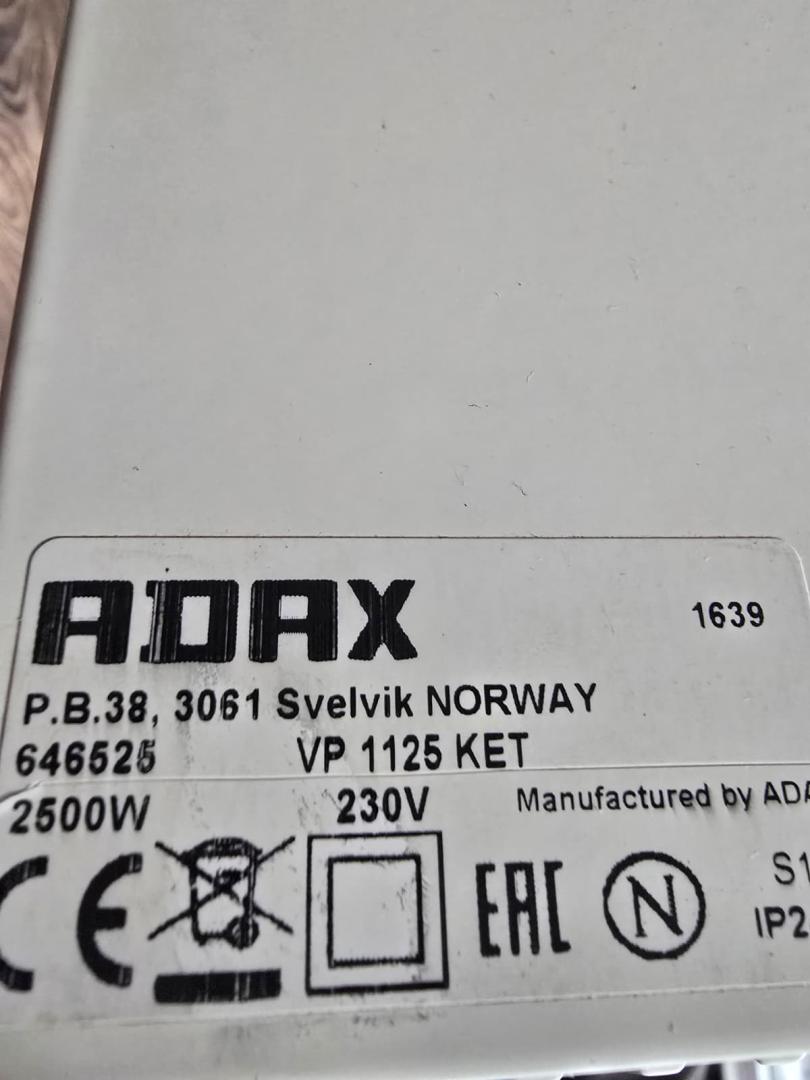 ADAX
1639
P.B.38, 3061 Svelvik NORWAY
646525 VP 1125 KET
2500W 230V Manufactured by
CE EAC N